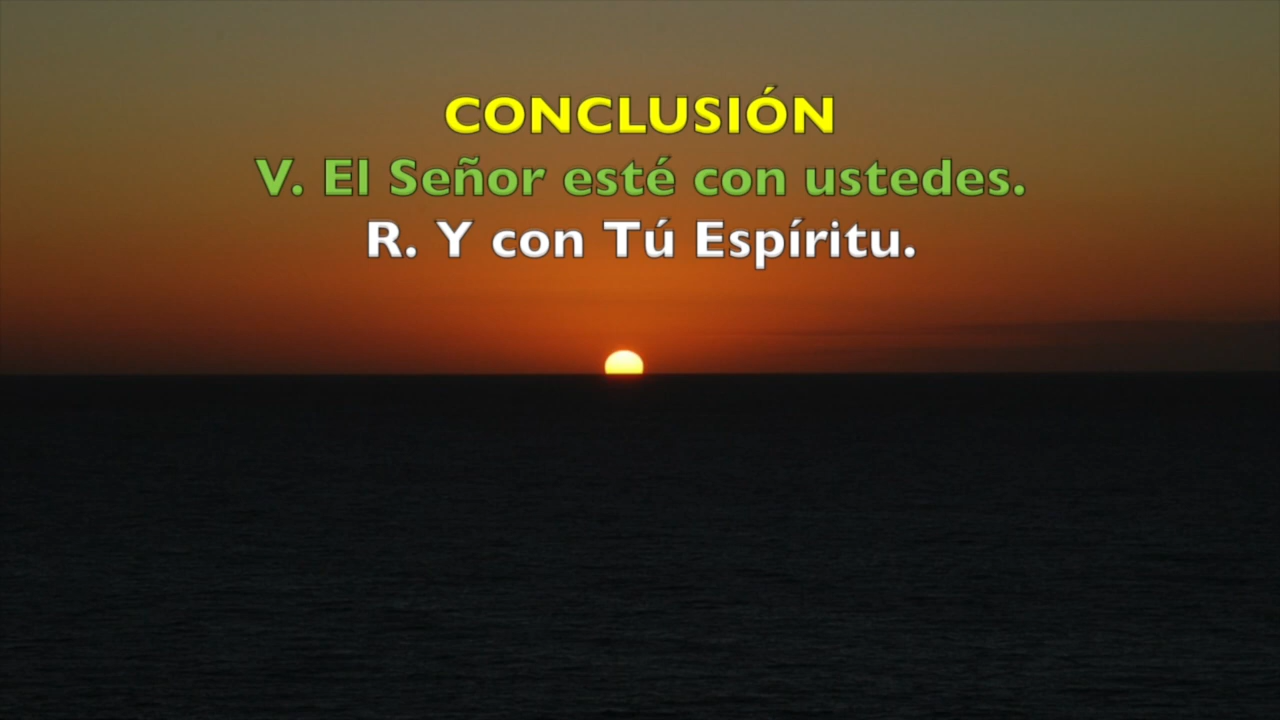 CONCLUSIÓN
V. El Señor esté con ustedes.
R. Y con Tú Espíritu.